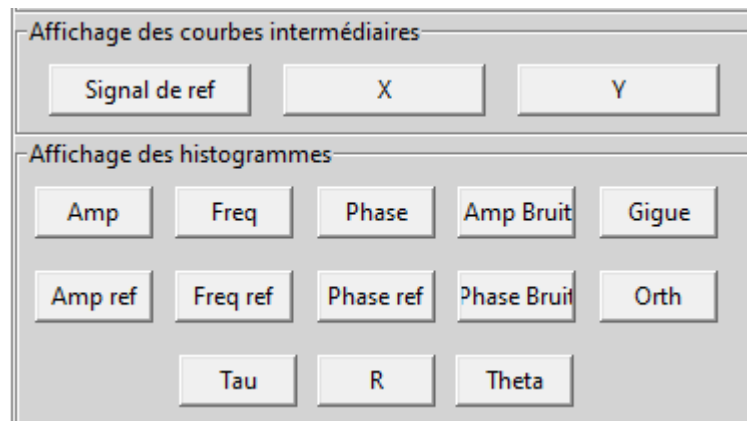 Affichage des courbes intermédiaires
Signal de ref X Y
Affichage des histogrammes
Amp Freq Phase Amp Bruit Gigue
Amp ref Freq ref Phase ref Phase Bruit Orth
Tau R Theta